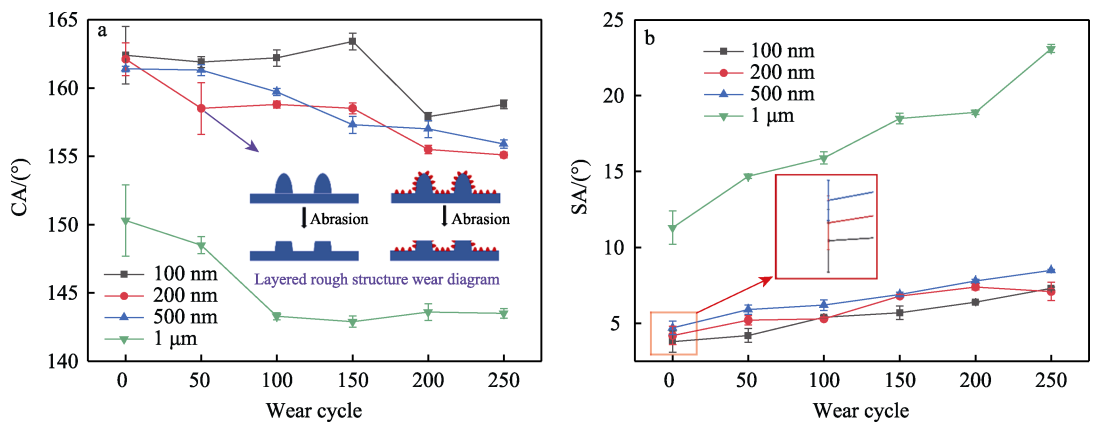 a
CA/(°)
165
160
155
150
145
140
100 nm
200 nm
500 nm
1 μm
Abrasion
Abrasion
Layered rough structure wear diagram
0 50 100 150 200 250
Wear cycle
b
SA/(°)
25
20
15
10
5
100 nm
200 nm
500 nm
1 μm
0 50 100 150 200 250
Wear cycle